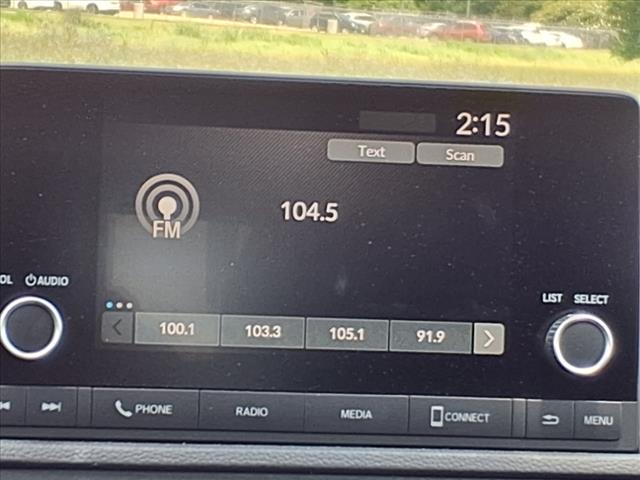 2:15
Text Scan
104.5
FM
OL AUDIO
LIST SELECT
100.1 103.3 105.1 91.9
PHONE RADIO MEDIA CONNECT MENU